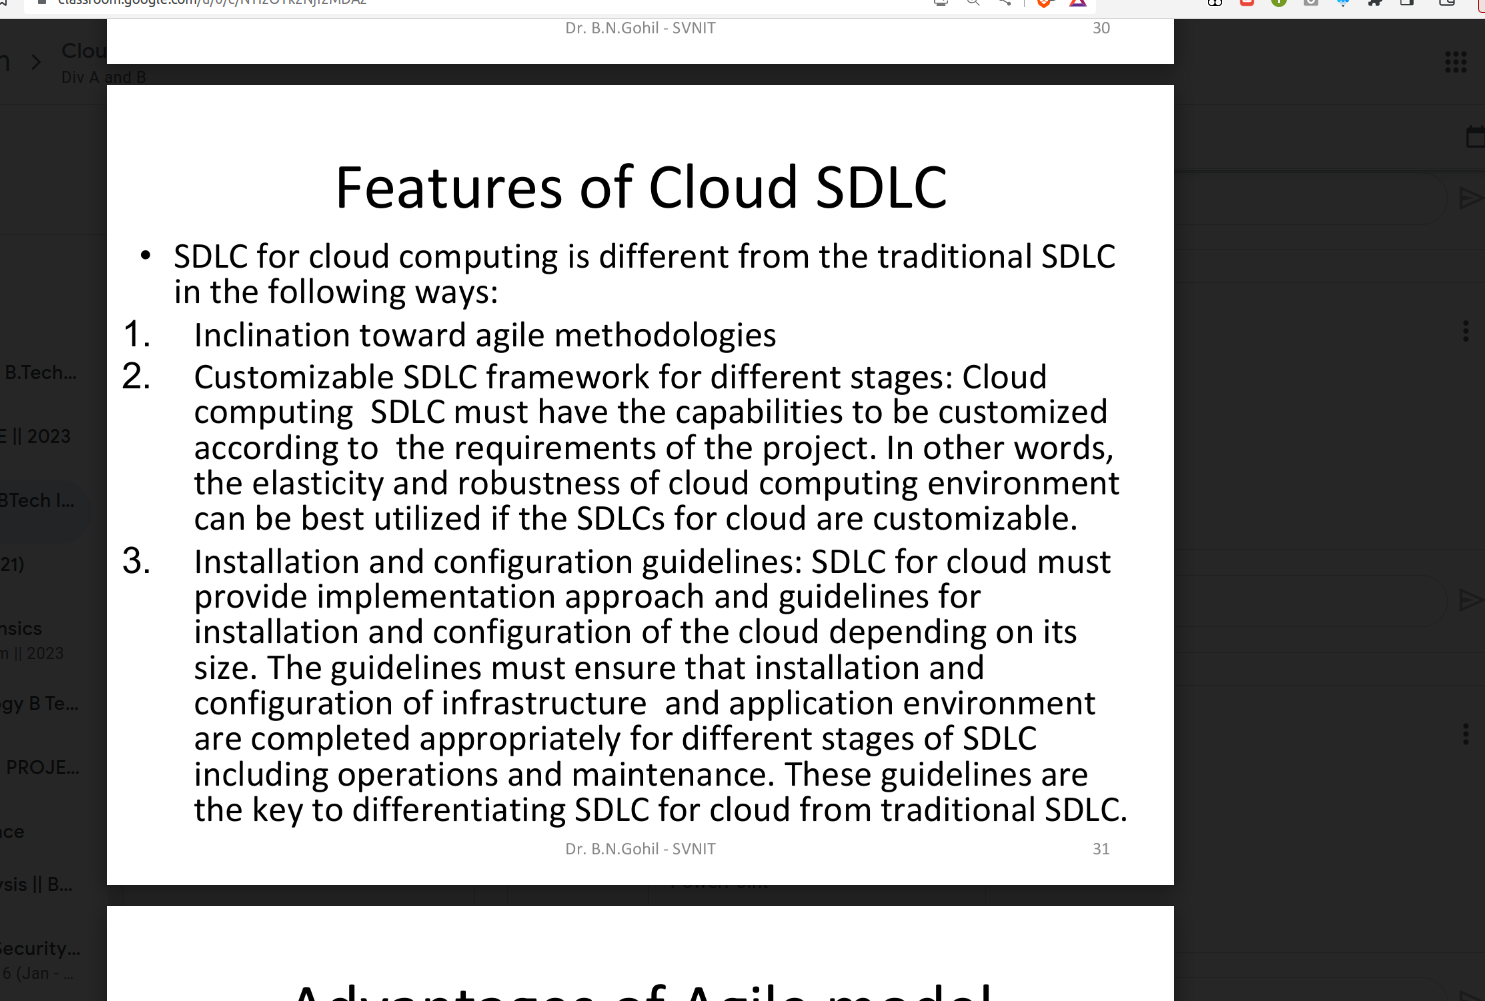 Dr. B.N.Gohil - SVNIT 30
Clou
Div A and B
Features of Cloud SDLC
• SDLC for cloud computing is different from the traditional SDLC
in the following ways:
1. Inclination toward agile methodologies
2. Customizable SDLC framework for different stages: Cloud
computing SDLC must have the capabilities to be customized
according to the requirements of the project. In other words,
the elasticity and robustness of cloud computing environment
can be best utilized if the SDLCs for cloud are customizable.
3. Installation and configuration guidelines: SDLC for cloud must
provide implementation approach and guidelines for
installation and configuration of the cloud depending on its
size. The guidelines must ensure that installation and
configuration of infrastructure and application environment
are completed appropriately for different stages of SDLC
including operations and maintenance. These guidelines are
the key to differentiating SDLC for cloud from traditional SDLC.
Dr. B.N.Gohil - SVNIT 31
Advantages of Agile model
B.Tech...
E || 2023
BTech I...
21)
nsics
m || 2023
gy B Te...
PROJE...
nce
ysis || B...
Security...
6 (Jan - ...